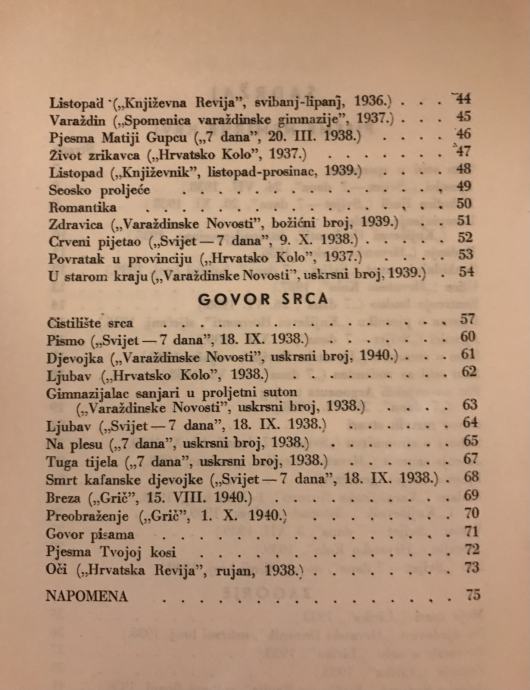 Listopad („Književna Revija”, svibanj-lipanj, 1936.) . . . 44
Varaždin („Spomenica varaždinske gimnazije”, 1937.) . . . 45
Pjesma Matiji Gupcu („7 dana”, 20. III. 1938.) . . . . 46
Život zrikavca („Hrvatsko Kolo”, 1937.) . . . . . . . 47
Listopad („Književnik”, listopad-prosinac, 1939.) . . . . 48
Seosko proljeće . . . . . . . . . . . . . 49
Romantika . . . . . . . . . . . . . . 50
Zdravica („Varaždinske Novosti”, božićni broj, 1939.) . . . 51
Crveni pijetao („Svijet — 7 dana”, 9. X. 1938.) . . . . . 52
Povratak u provinciju („Hrvatsko Kolo”, 1937.) . . . . . 53
U starom kraju („Varaždinske Novosti”, uskrsni broj, 1939.) . 54
GOVOR SRCA
Čistilište srca . . . . . . . . . . . . . . 57
Pismo („Svijet — 7 dana”, 18. IX. 1938.) . . . . . . . 60
Djevojka („Varaždinske Novosti”, uskrsni broj, 1940.) . . . 61
Ljubav („Hrvatsko Kolo”, 1938.) . . . . . . . . . 62
Gimnazijalac sanjari u proljetni suton
(„Varaždinske Novosti”, uskrsni broj, 1938.) . . . . 63
Ljubav („Svijet — 7 dana”, 18. IX. 1938.) . . . . . . 64
Na plesu („7 dana”, uskrsni broj, 1938.) . . . . . . . 65
Tuga tijela („7 dana”, uskrsni broj, 1938.) . . . . . . 67
Smrt kafanske djevojke („Svijet — 7 dana”, 18. IX. 1938.) . 68
Breza („Grič”, 15. VIII. 1940.) . . . . . . . . . 69
Preobraženje („Grič”, 1. X. 1940.) . . . . . . . . 70
Govor pisama . . . . . . . . . . . . . 71
Pjesma Tvojoj kosi . . . . . . . . . . . . 72
Oči („Hrvatska Revija”, rujan, 1938.) . . . . . . . . 73
NAPOMENA . . . . . . . . . . . . . 75